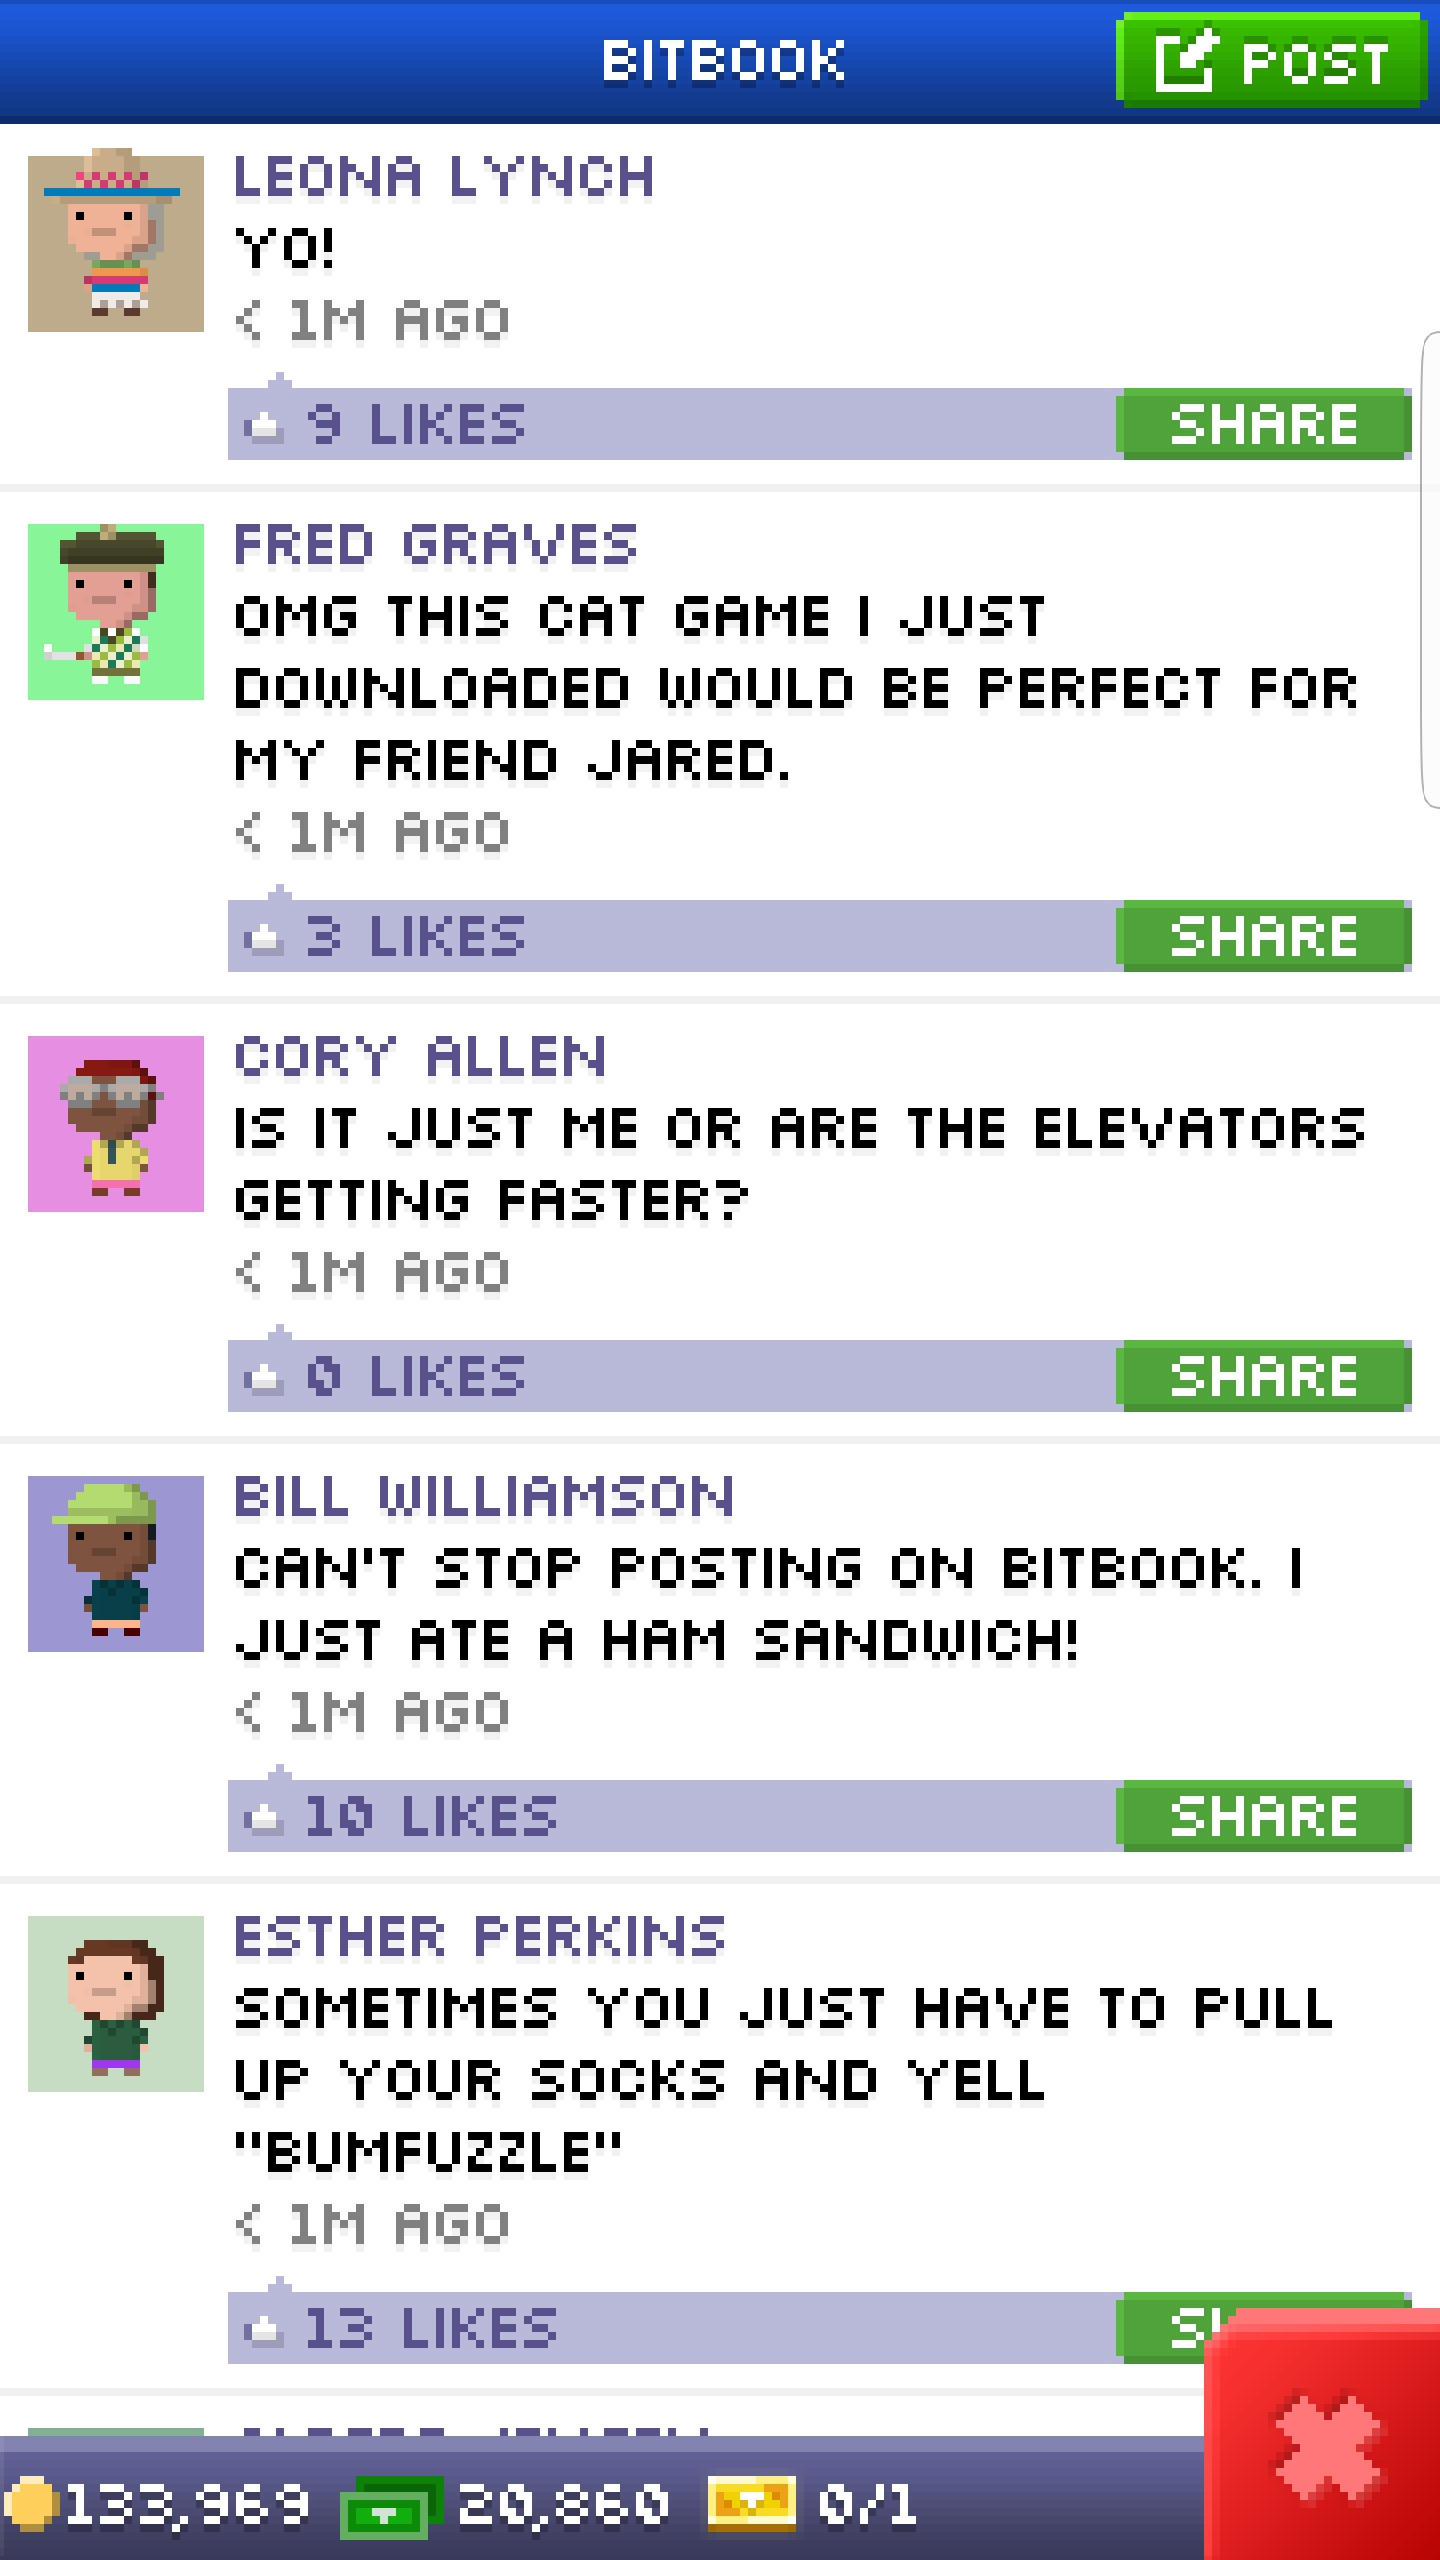 BITBOOK
POST
LEONA LYNCH
YO!
< 1M AGO
9 LIKES
SHARE
FRED GRAVES
OMG THIS CAT GAME I JUST
DOWNLOADED WOULD BE PERFECT FOR
MY FRIEND JARED.
< 1M AGO
3 LIKES
SHARE
CORY ALLEN
IS IT JUST ME OR ARE THE ELEVATORS
GETTING FASTER?
< 1M AGO
0 LIKES
SHARE
BILL WILLIAMSON
CAN'T STOP POSTING ON BITBOOK. I
JUST ATE A HAM SANDWICH!
< 1M AGO
10 LIKES
SHARE
ESTHER PERKINS
SOMETIMES YOU JUST HAVE TO PULL
UP YOUR SOCKS AND YELL
"BUMFUZZLE"
< 1M AGO
13 LIKES
133,969 20,860 0/1